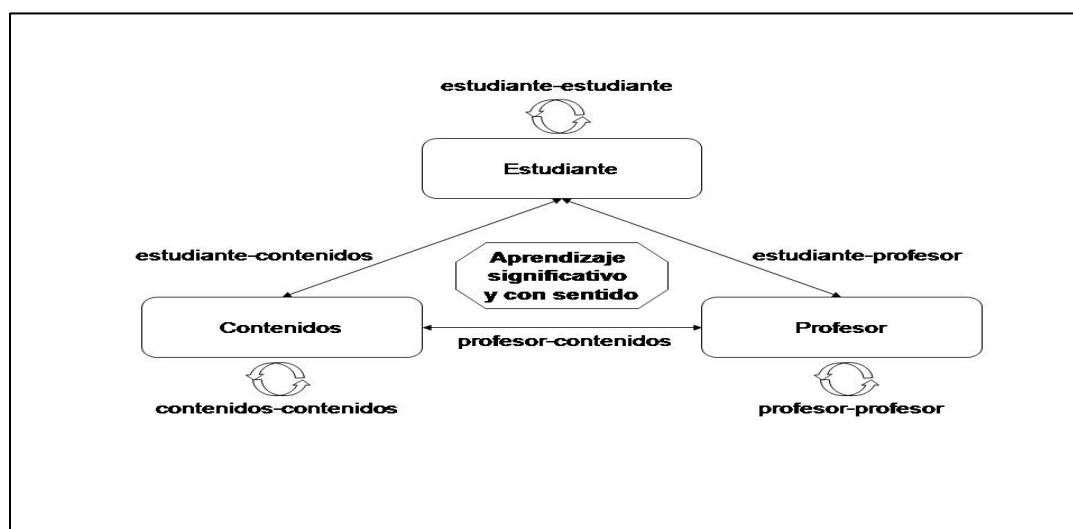 estudiante-estudiante
Estudiante
estudiante-contenidos
estudiante-profesor
Aprendizaje
significativo
y con sentido
Contenidos
Profesor
profesor-contenidos
contenidos-contenidos
profesor-profesor